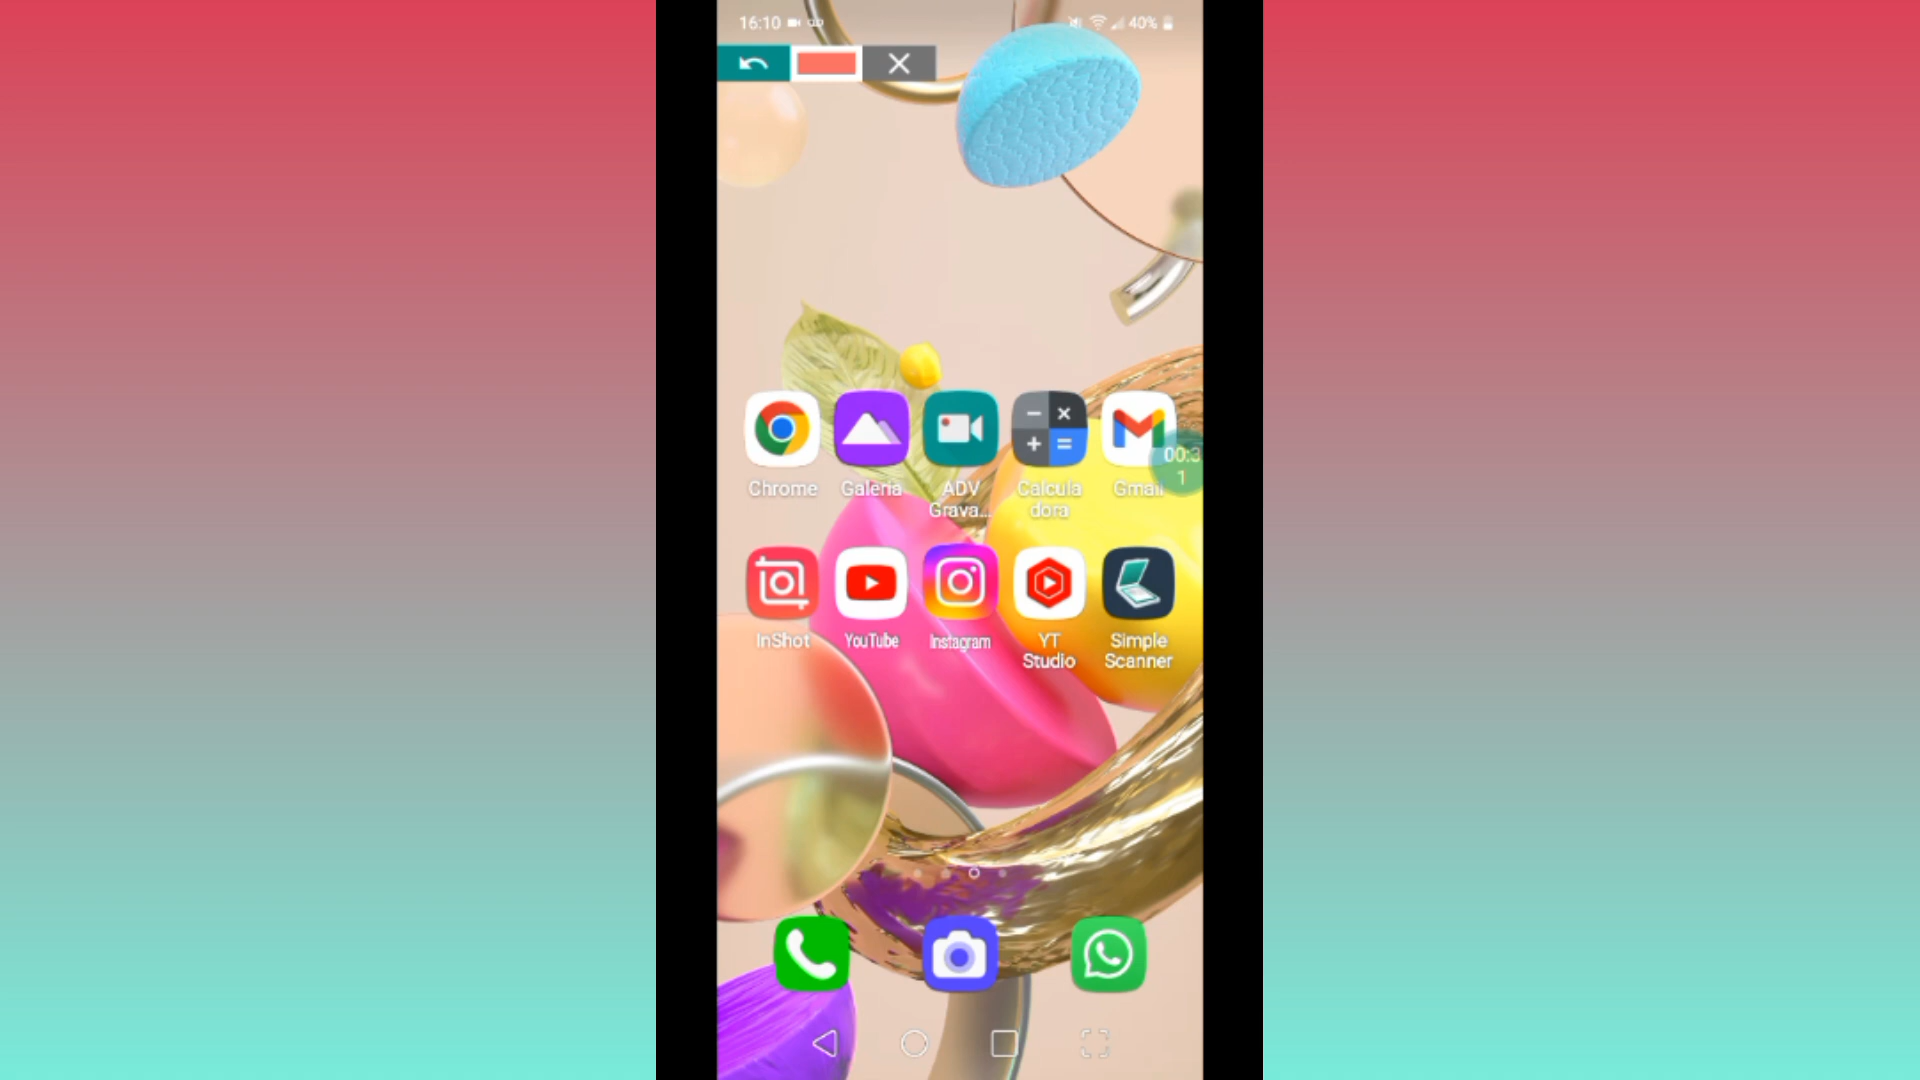 16:10 40%
Chrome Galeria ADV Calcula Gmail
Grava... dora
00:3
1
InShot YouTube Instagram YT Simple
Studio Scanner